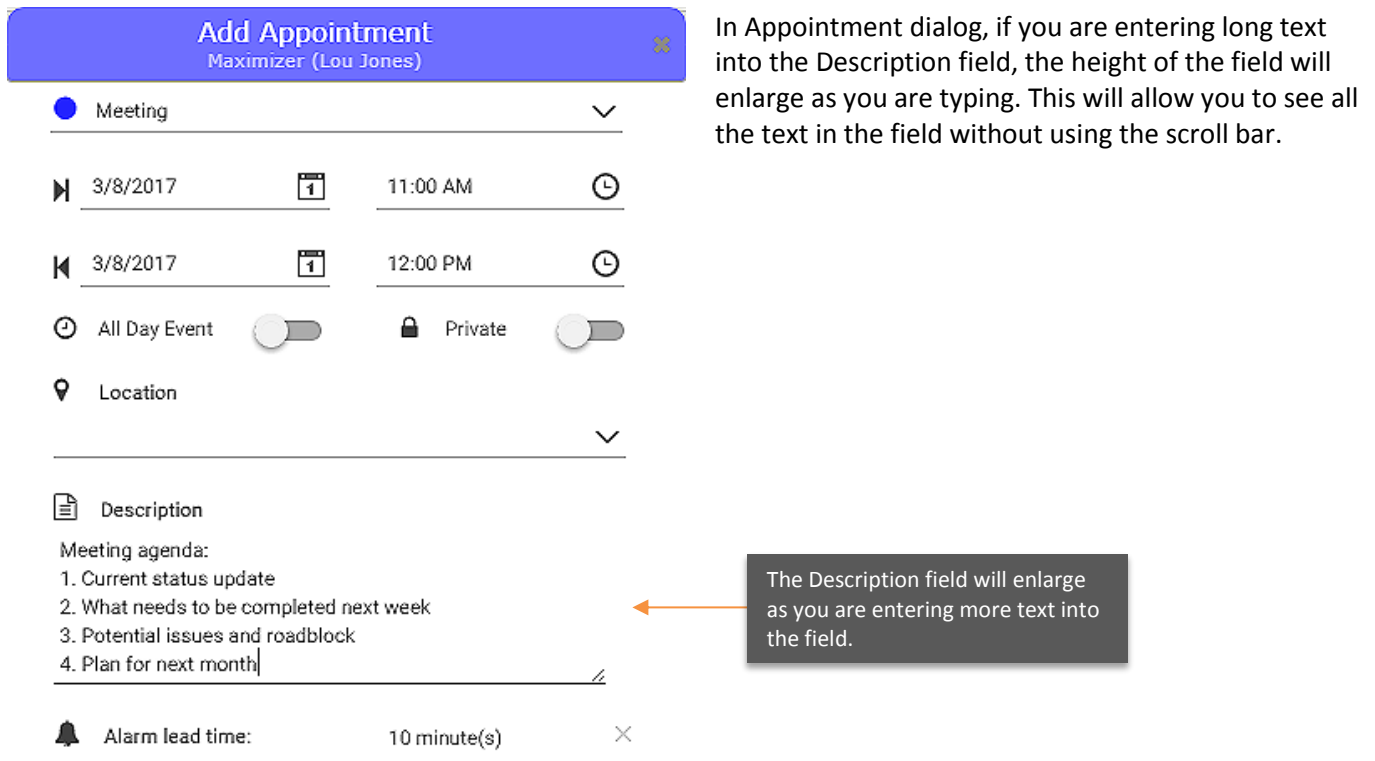 Add Appointment
Maximizer (Lou Jones)
Meeting
3/8/2017 1 11:00 AM
3/8/2017 1 12:00 PM
All Day Event Private
Location
Description
Meeting agenda:
1. Current status update
2. What needs to be completed next week
3. Potential issues and roadblock
4. Plan for next month
Alarm lead time: 10 minute(s)
In Appointment dialog, if you are entering long text
into the Description field, the height of the field will
enlarge as you are typing. This will allow you to see all
the text in the field without using the scroll bar.
The Description field will enlarge
as you are entering more text into
the field.